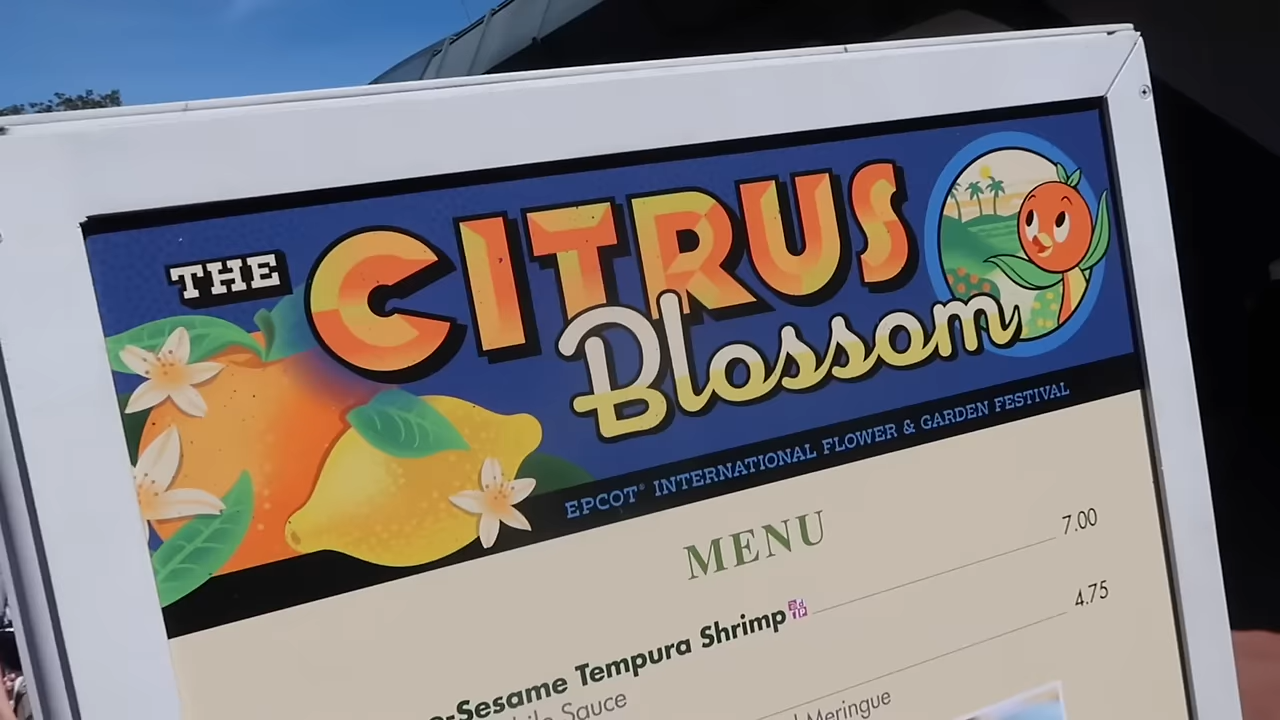 THE CITRUS
Blossom
EPCOT® INTERNATIONAL FLOWER & GARDEN FESTIVAL
MENU
-Sesame Tempura Shrimp 7.00
Sauce
4.75
Meringue